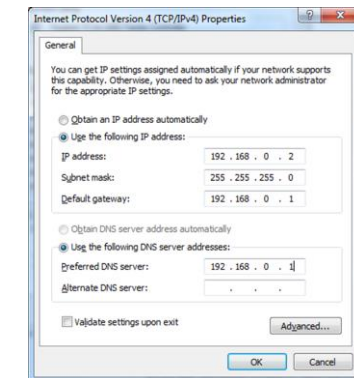 Internet Protocol Version 4 (TCP/IPv4) Properties
General
You can get IP settings assigned automatically if your network supports
this capability. Otherwise, you need to ask your network administrator
for the appropriate IP settings.
Obtain an IP address automatically
Use the following IP address:
IP address: 192 . 168 . 0 . 2
Subnet mask: 255 . 255 . 255 . 0
Default gateway: 192 . 168 . 0 . 1
Obtain DNS server address automatically
Use the following DNS server addresses:
Preferred DNS server: 192 . 168 . 0 . 1
Alternate DNS server: . . .
Validate settings upon exit
Advanced...
OK Cancel